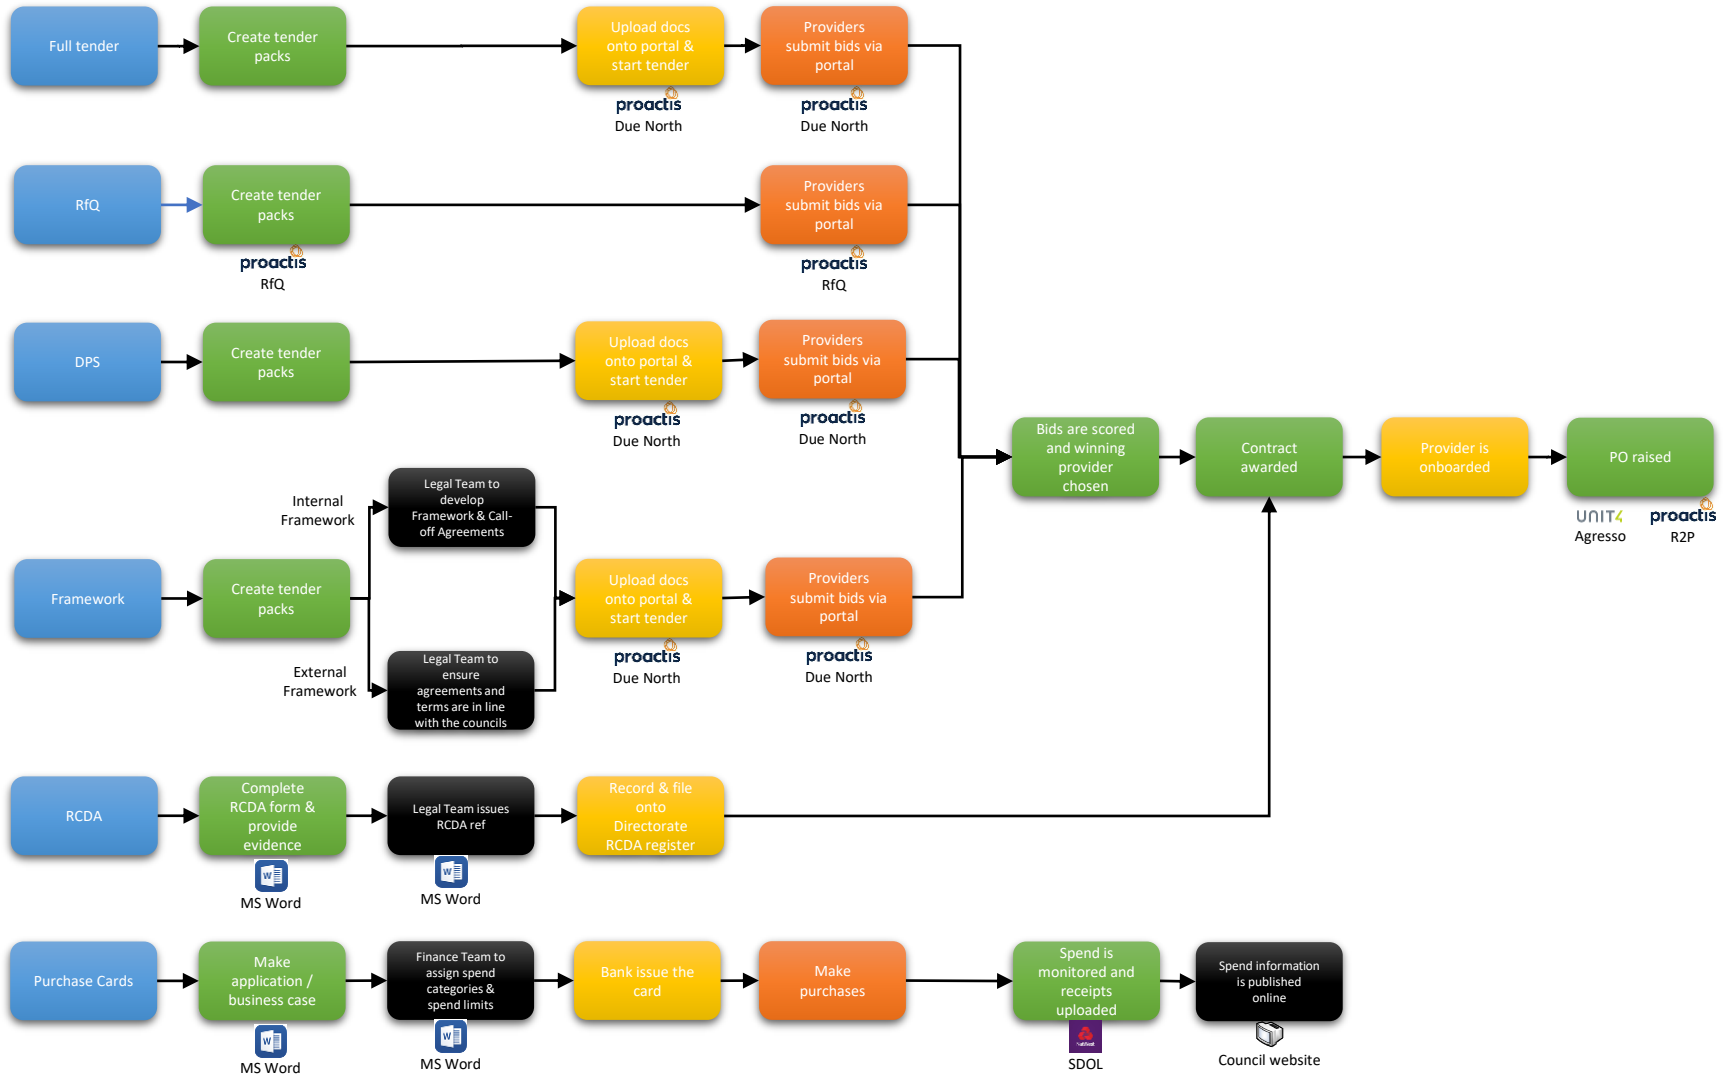 Full tender
Create tender
packs
Upload docs
onto portal &
start tender
proactis
Due North
Providers
submit bids via
portal
proactis
Due North
RfQ
Create tender
packs
proactis
RfQ
Providers
submit bids via
portal
proactis
RfQ
DPS
Create tender
packs
Upload docs
onto portal &
start tender
proactis
Due North
Providers
submit bids via
portal
proactis
Due North
Framework
Create tender
packs
Internal
Framework
Legal Team to
develop
Framework & Call-
off Agreements
External
Framework
Legal Team to
ensure
agreements and
terms are in line
with the councils
Upload docs
onto portal &
start tender
proactis
Due North
Providers
submit bids via
portal
proactis
Due North
Bids are scored
and winning
provider
chosen
Contract
awarded
Provider is
onboarded
PO raised
UNIT4
Agresso
proactis
R2P
RCDA
Complete
RCDA form &
provide
evidence
W
MS Word
Legal Team issues
RCDA ref
W
MS Word
Record & file
onto
Directorate
RCDA register
Purchase Cards
Make
application /
business case
W
MS Word
Finance Team to
assign spend
categories &
spend limits
W
MS Word
Bank issue the
card
Make
purchases
Spend is
monitored and
receipts
uploaded
NatWest
SDOL
Spend information
is published
online
Council website